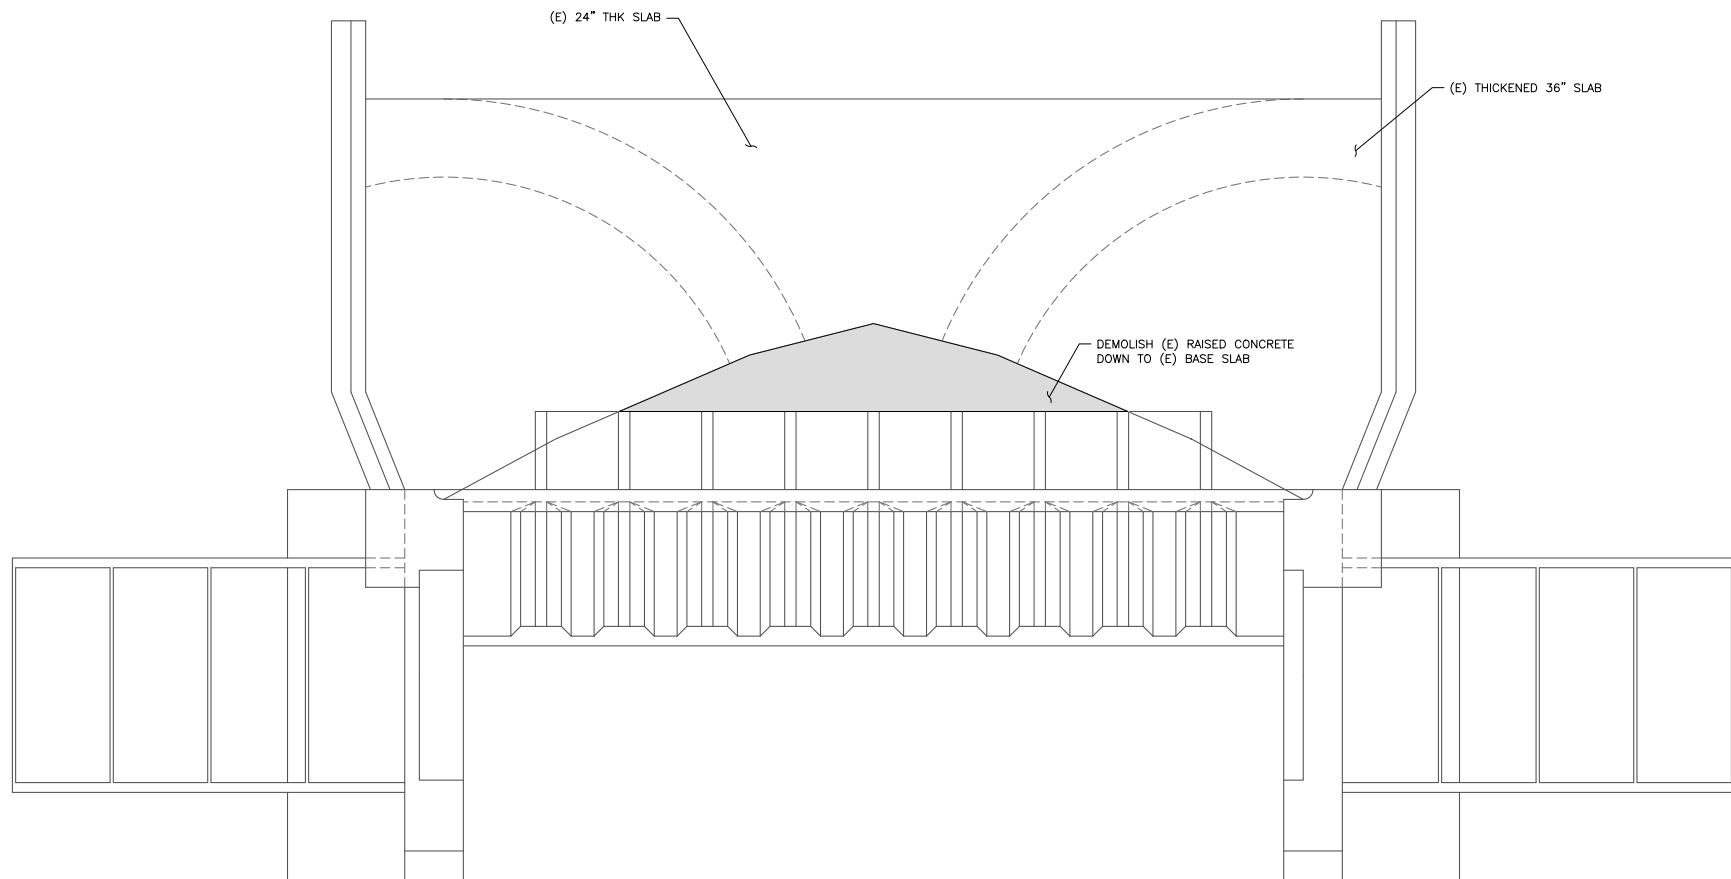 (E) 24" THK SLAB
(E) THICKENED 36" SLAB
DEMOLISH (E) RAISED CONCRETE
DOWN TO (E) BASE SLAB